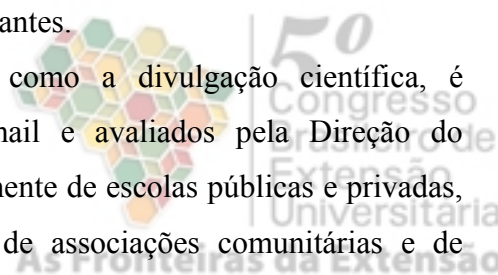 antes.
como a divulgação científica, é
mail e avaliados pela Direção do
mente de escolas públicas e privadas,
de associações comunitárias e de
5º
Congresso
Brasileiro de
Extensão
Universitária
As Fronteiras da Extensão